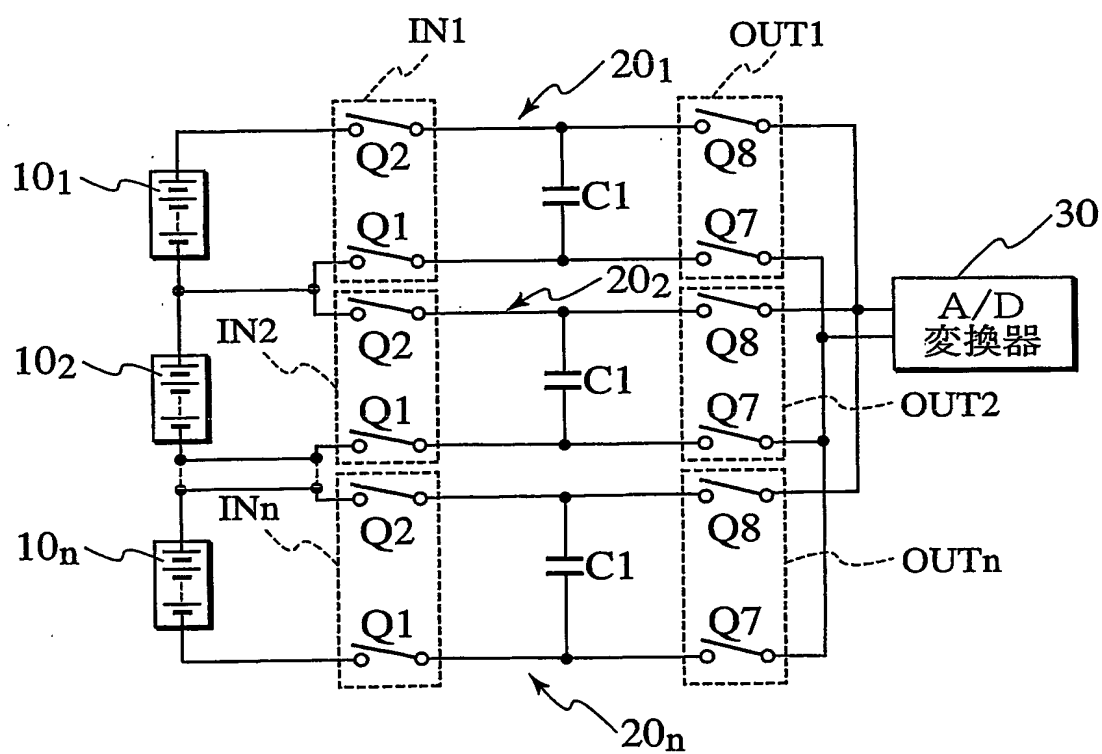 IN1
OUT1
20₁
10₁
Q2
Q8
C1
Q1
Q7
30
20₂
A/D
変換器
IN2
Q2
Q8
10₂
C1
OUT2
Q1
Q7
INn
Q2
Q8
10n
C1
OUTn
Q1
Q7
20n